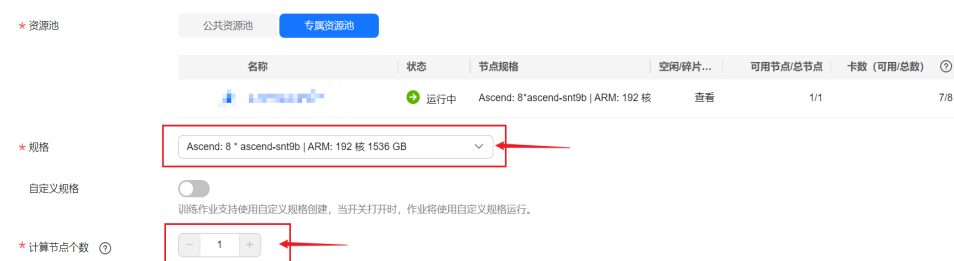 * 资源池 公共资源池 专属资源池
名称 状态 节点规格 空闲/碎片... 可用节点/总节点 卡数（可用/总数） ?
运行中 Ascend: 8*ascend-snt9b | ARM: 192 核 查看 1/1 7/8
* 规格 Ascend: 8 * ascend-snt9b | ARM: 192 核 1536 GB
自定义规格
训练作业支持使用自定义规格创建，当开关打开时，作业将使用自定义规格运行。
* 计算节点个数 ? − 1 +